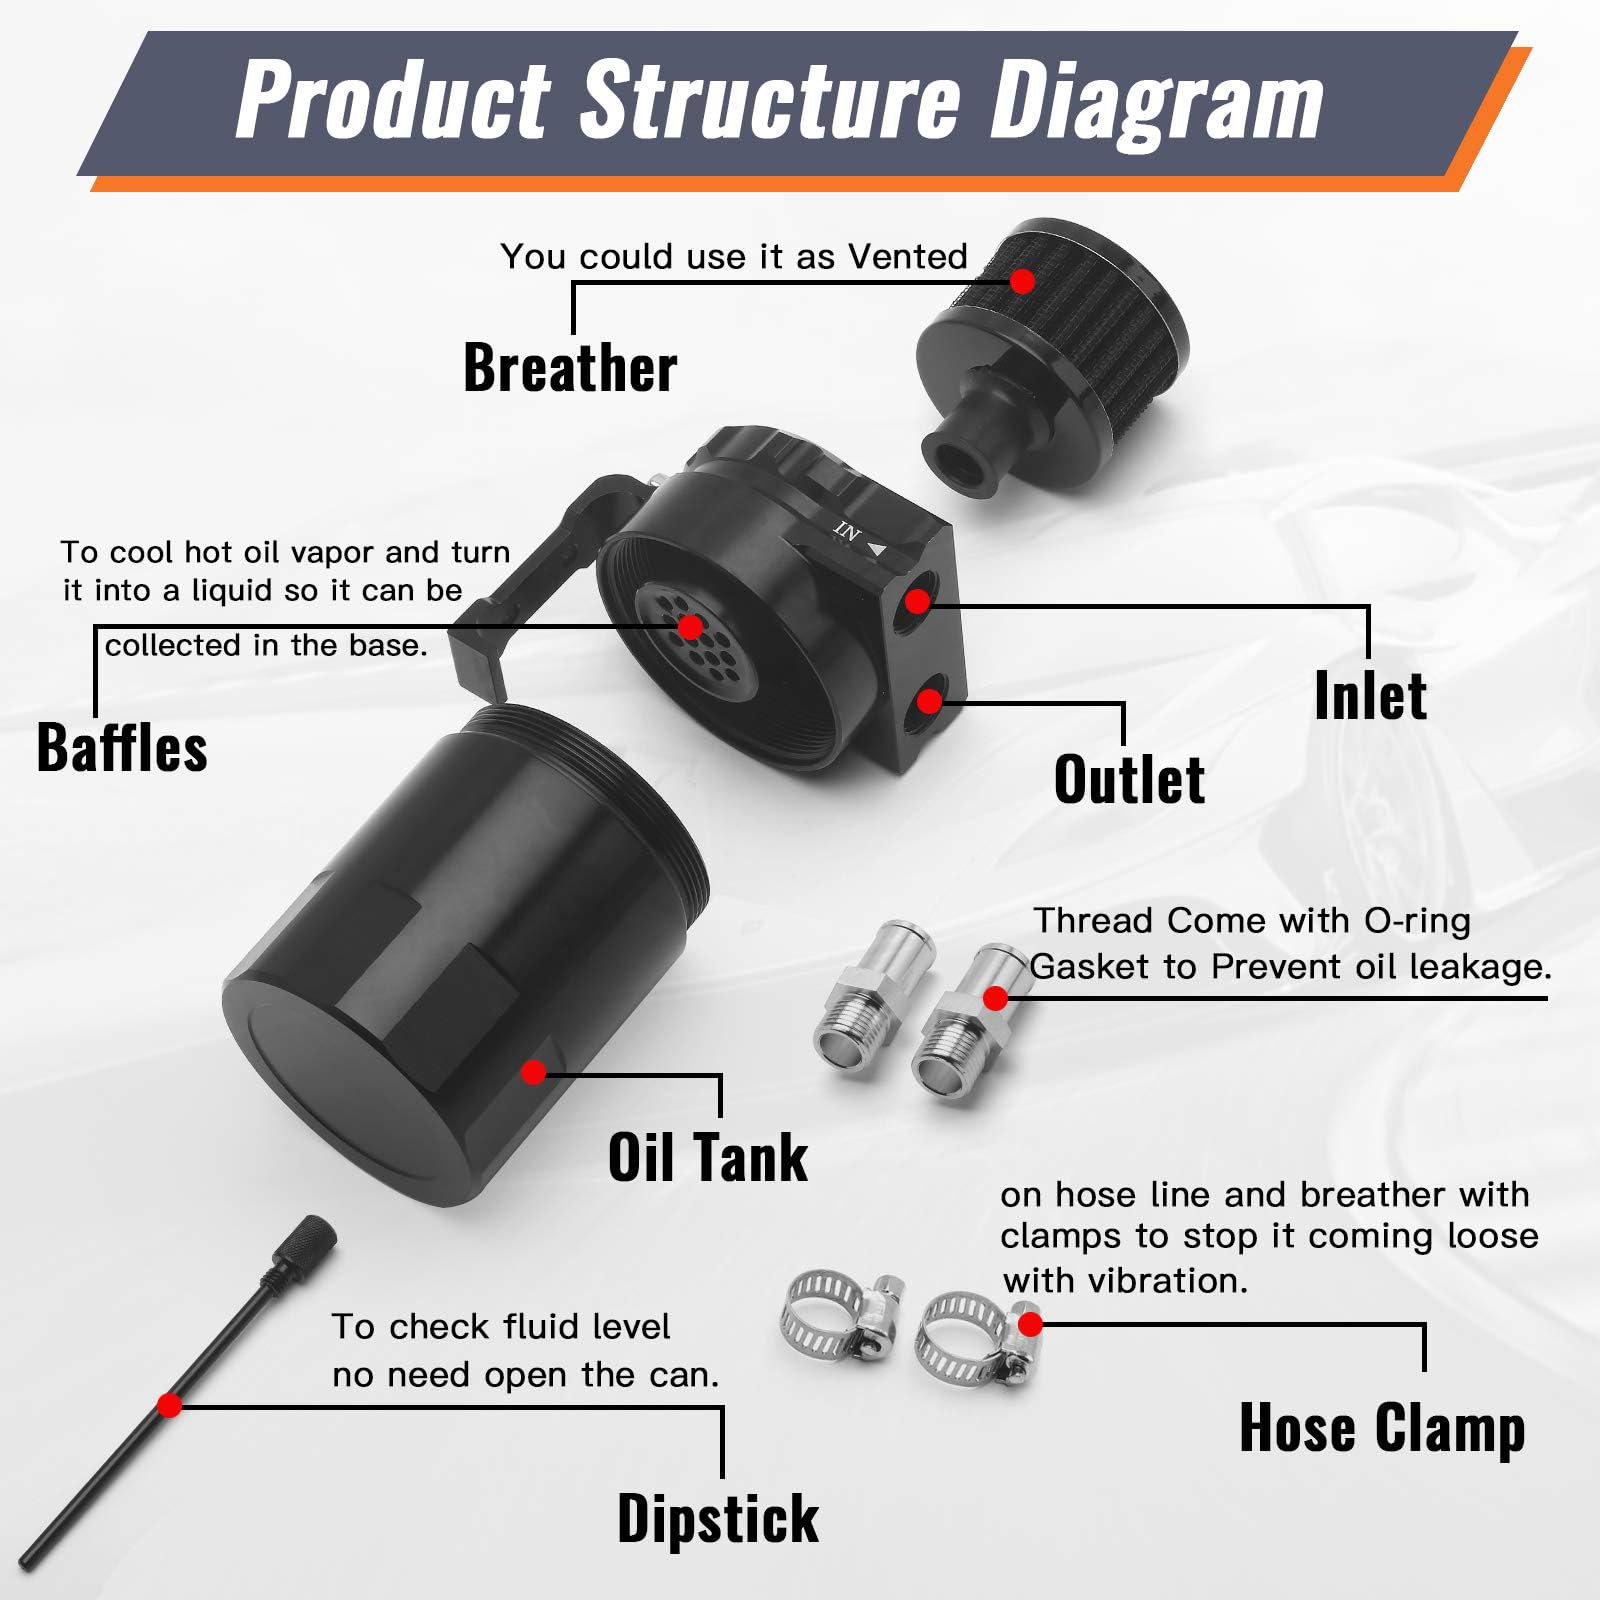 Product Structure Diagram
You could use it as Vented
Breather
IN
To cool hot oil vapor and turn
it into a liquid so it can be
collected in the base.
Baffles
Inlet
Outlet
Thread Come with O-ring
Gasket to Prevent oil leakage.
Oil Tank
on hose line and breather with
clamps to stop it coming loose
with vibration.
Hose Clamp
To check fluid level
no need open the can.
Dipstick